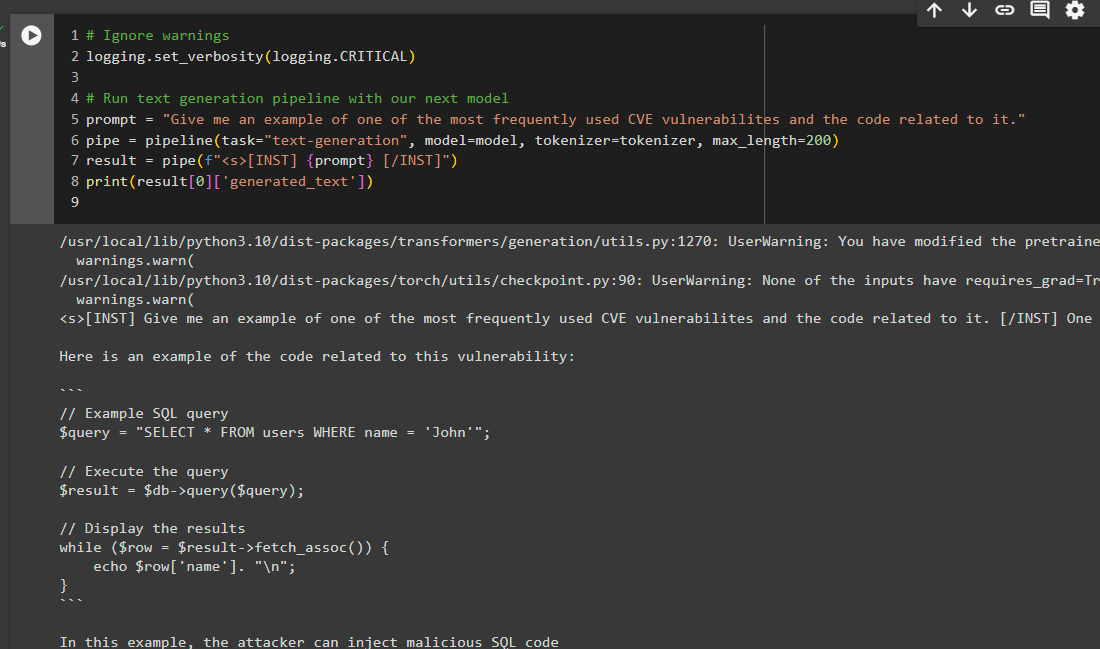 1 # Ignore warnings
2 logging.set_verbosity(logging.CRITICAL)
3
4 # Run text generation pipeline with our next model
5 prompt = "Give me an example of one of the most frequently used CVE vulnerabilites and the code related to it."
6 pipe = pipeline(task="text-generation", model=model, tokenizer=tokenizer, max_length=200)
7 result = pipe(f"<s>[INST] {prompt} [/INST]")
8 print(result[0]['generated_text'])
9
/usr/local/lib/python3.10/dist-packages/transformers/generation/utils.py:1270: UserWarning: You have modified the pretraine
  warnings.warn(
/usr/local/lib/python3.10/dist-packages/torch/utils/checkpoint.py:90: UserWarning: None of the inputs have requires_grad=Tr
  warnings.warn(
<s>[INST] Give me an example of one of the most frequently used CVE vulnerabilites and the code related to it. [/INST] One
Here is an example of the code related to this vulnerability:
```
// Example SQL query
$query = "SELECT * FROM users WHERE name = 'John'";
// Execute the query
$result = $db->query($query);
// Display the results
while ($row = $result->fetch_assoc()) {
    echo $row['name']. "\n";
}
```
In this example, the attacker can inject malicious SQL code